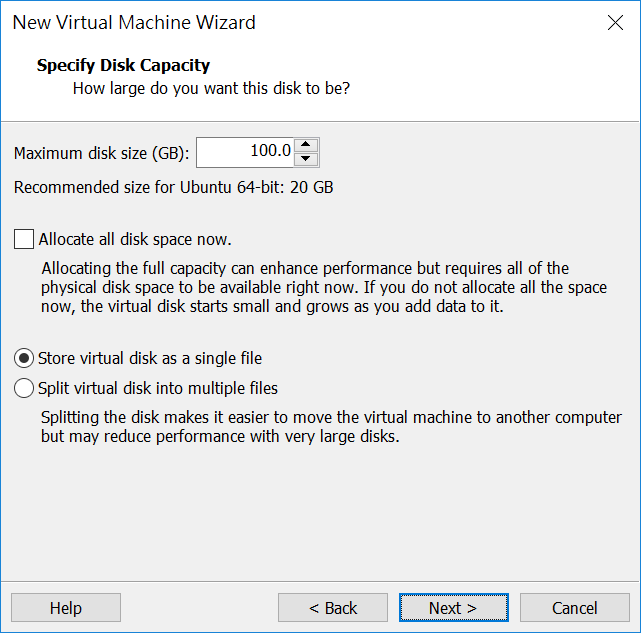 New Virtual Machine Wizard
Specify Disk Capacity
How large do you want this disk to be?
Maximum disk size (GB): 100.0
Recommended size for Ubuntu 64-bit: 20 GB
Allocate all disk space now.
Allocating the full capacity can enhance performance but requires all of the
physical disk space to be available right now. If you do not allocate all the space
now, the virtual disk starts small and grows as you add data to it.
Store virtual disk as a single file
Split virtual disk into multiple files
Splitting the disk makes it easier to move the virtual machine to another computer
but may reduce performance with very large disks.
Help < Back Next > Cancel